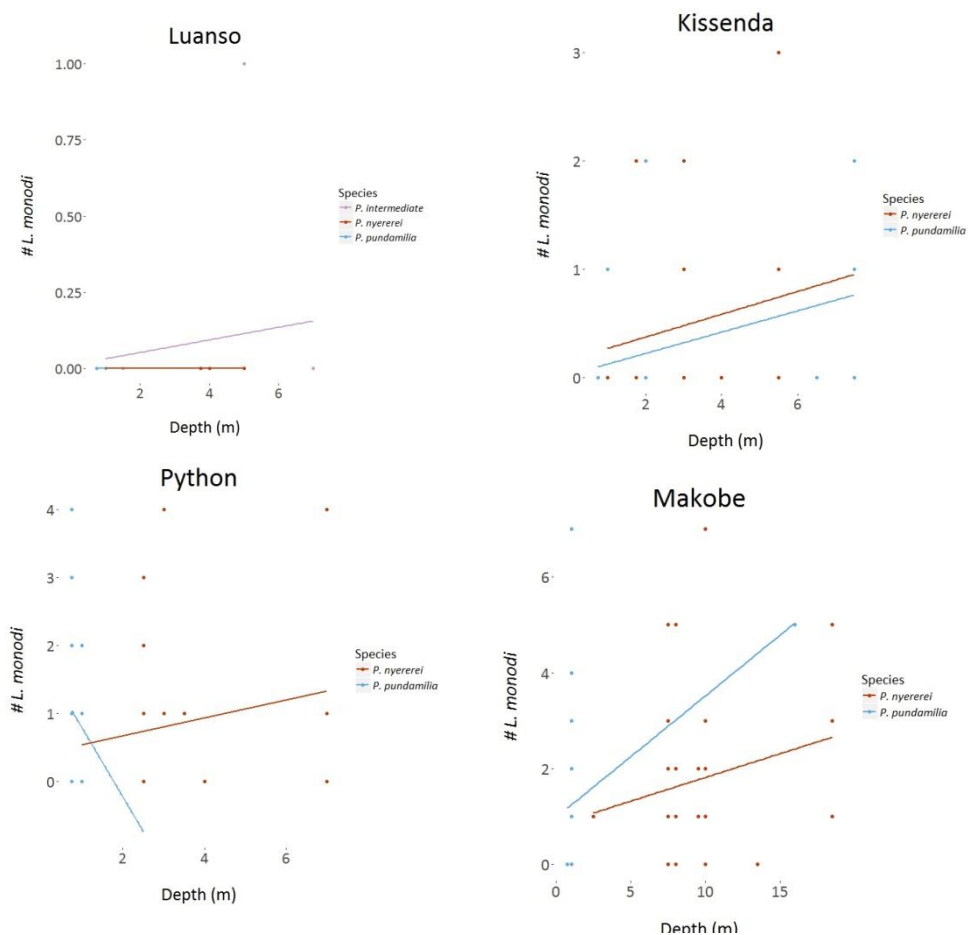 Luanso
1.00
0.75
0.50
0.25
0.00
# L. monodi
2
4
6
Depth (m)
Species
P. intermediate
P. nyererei
P. pundamilia
Kissenda
3
2
1
0
# L. monodi
2
4
6
Depth (m)
Species
P. nyererei
P. pundamilia
Python
4
3
2
1
0
# L. monodi
2
4
6
Depth (m)
Species
P. nyererei
P. pundamilia
Makobe
6
4
2
0
# L. monodi
0
5
10
15
Depth (m)
Species
P. nyererei
P. pundamilia